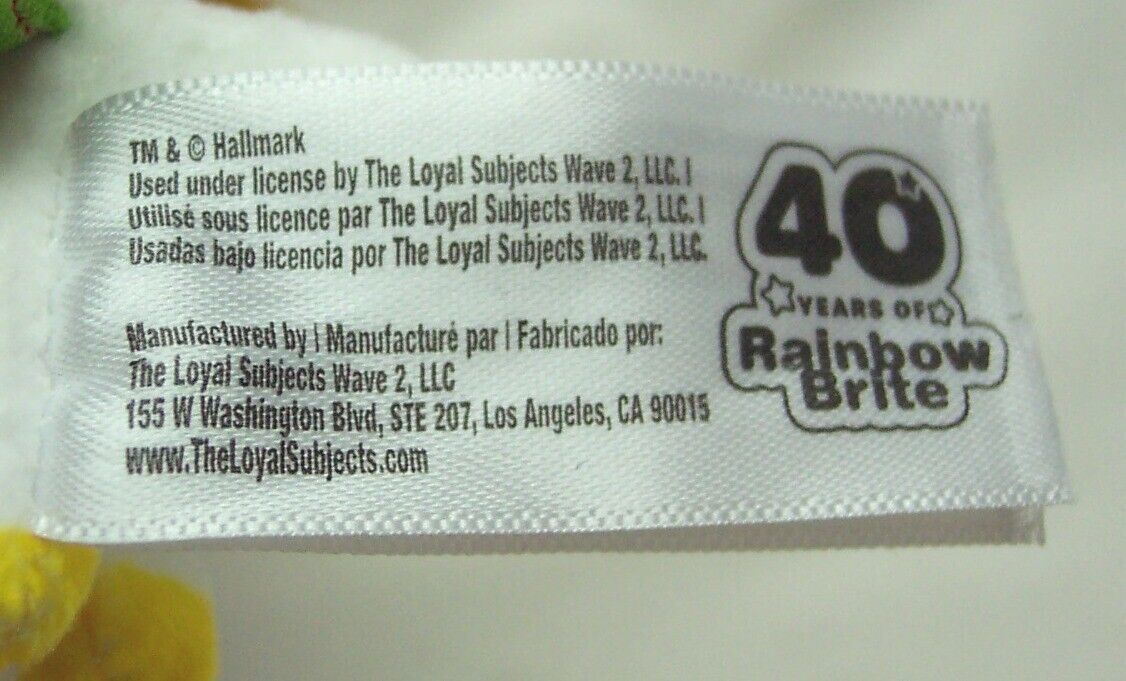 TM & © Hallmark
Used under license by The Loyal Subjects Wave 2, LLC. |
Utilisé sous licence par The Loyal Subjects Wave 2, LLC. |
Usadas bajo licencia por The Loyal Subjects Wave 2, LLC.
Manufactured by | Manufacturé par | Fabricado por:
The Loyal Subjects Wave 2, LLC
155 W Washington Blvd, STE 207, Los Angeles, CA 90015
www.TheLoyalSubjects.com
40
YEARS OF
Rainbow
Brite